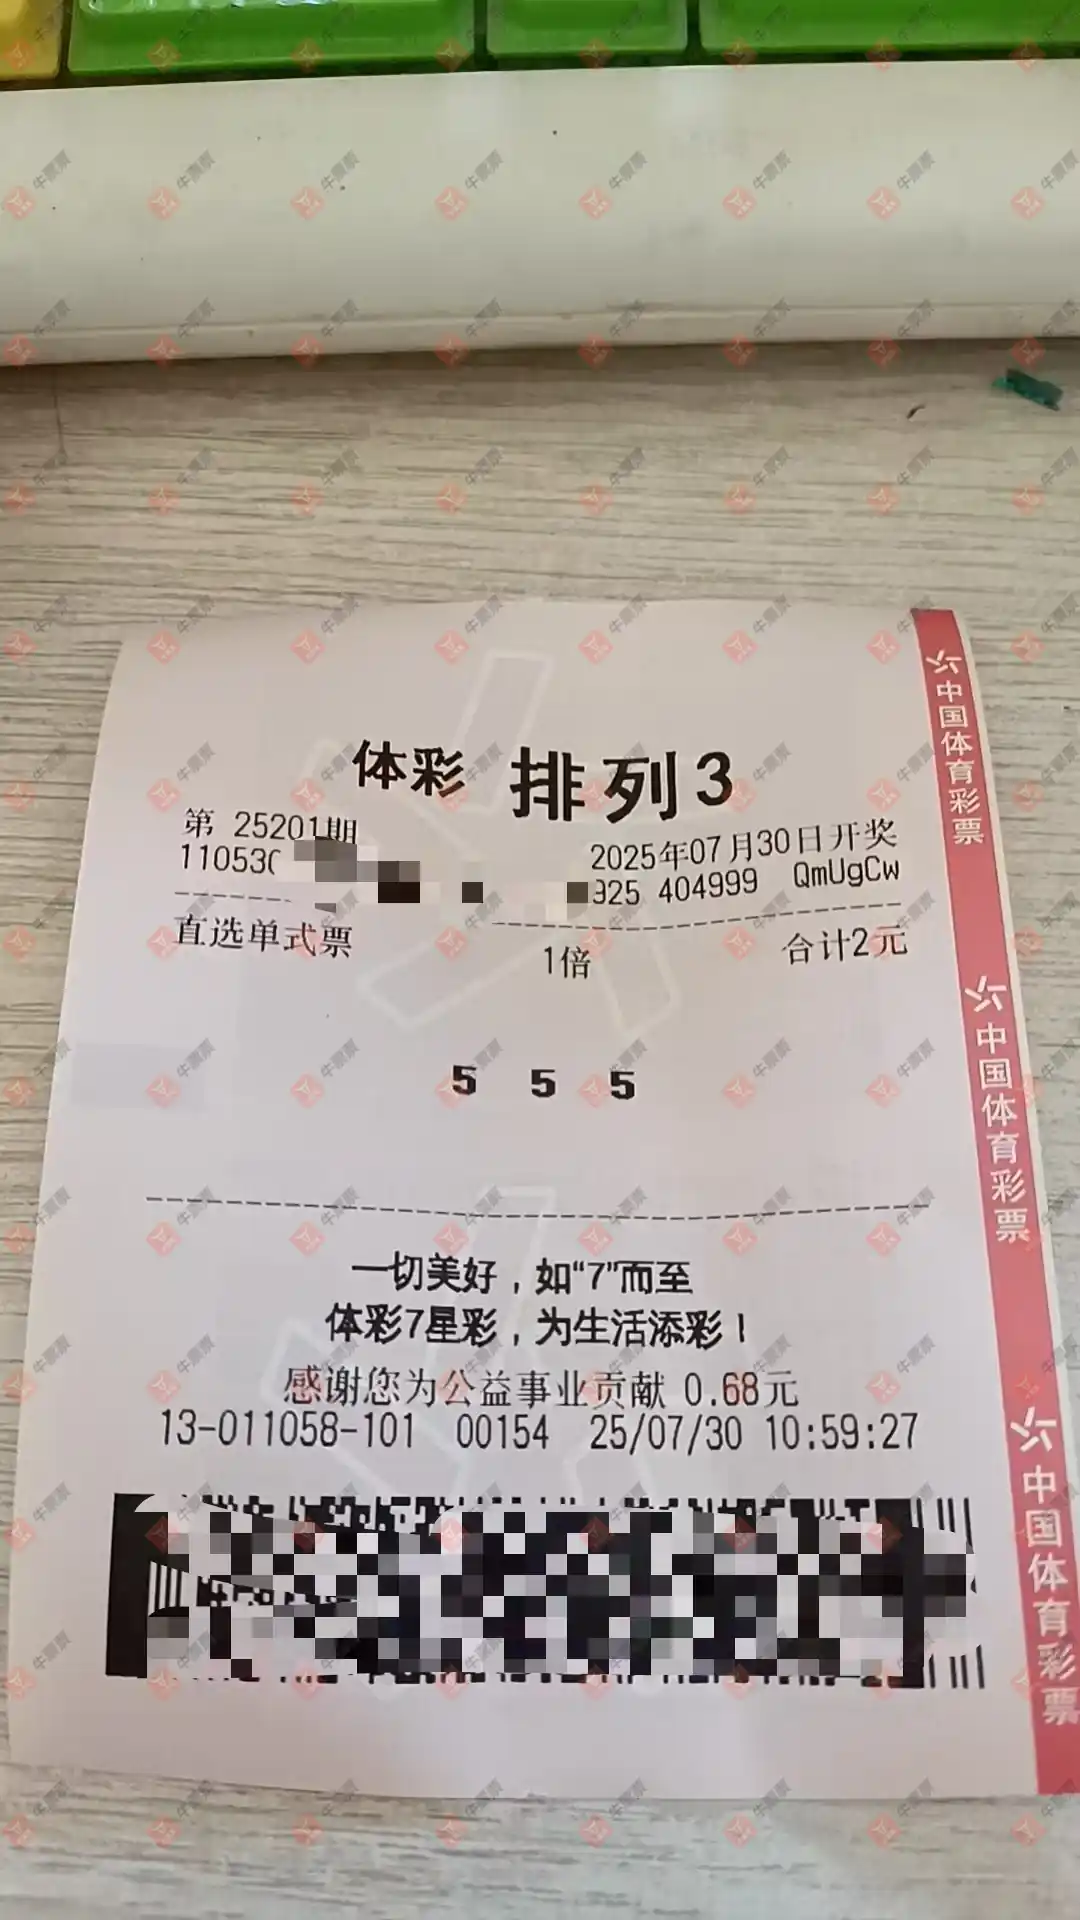 体彩 排列3
第 25201期 2025年07月30日开奖
110530 925 404999 QmUgCw
直选单式票 1倍 合计2元
5 5 5
一切美好，如“7”而至
体彩7星彩，为生活添彩！
感谢您为公益事业贡献 0.68元
13-011058-101 00154 25/07/30 10:59:27
中国体育彩票
中国体育彩票
中国体育彩票
牛票票